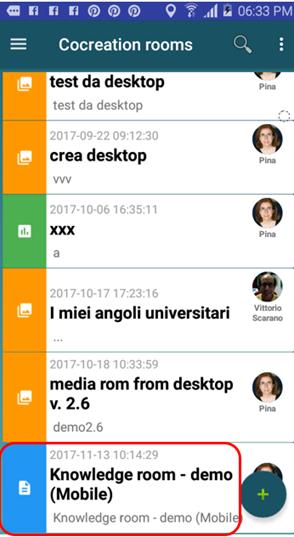 06:33 PM
Cocreation rooms
test da desktop
Pina
test da desktop
2017-09-22 09:12:30
crea desktop
Pina
vvv
2017-10-06 16:35:11
xxx
Pina
a
2017-10-17 17:23:16
I miei angoli universitari
Vittorio
Scarano
...
2017-10-18 10:33:59
media rom from desktop
v. 2.6
Pina
demo2.6
2017-11-13 10:14:29
Knowledge room - demo
(Mobile)
+
Knowledge room - demo (Mobile)